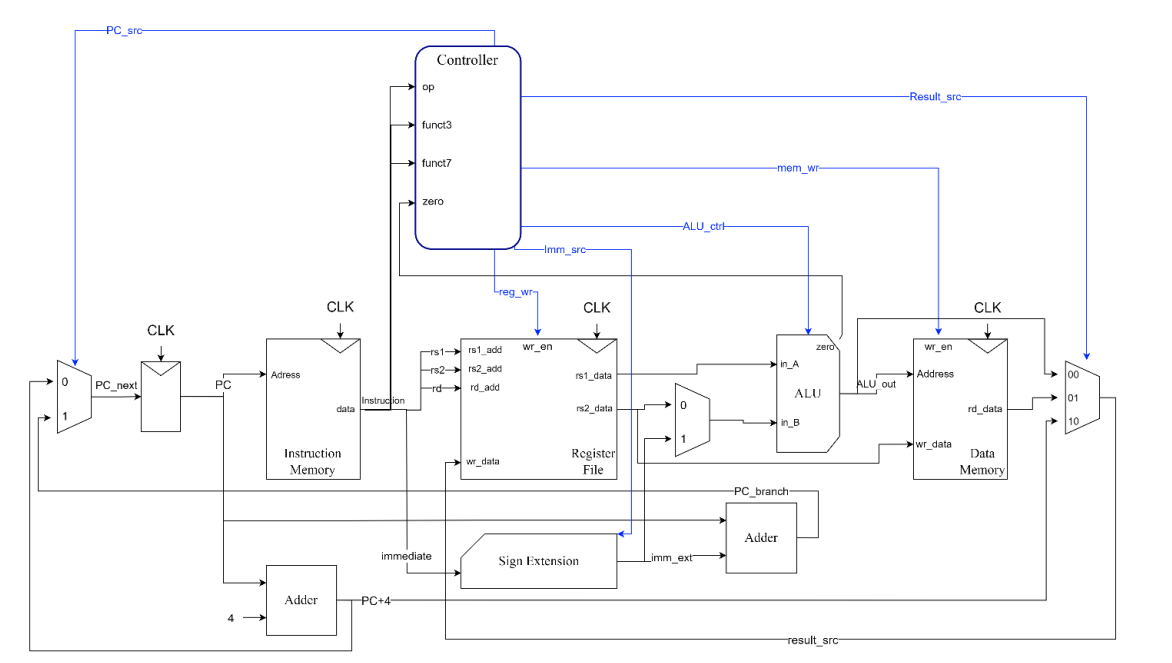 PC_src
Controller
op
funct3
funct7
zero
Result_src
mem_wr
ALU_ctrl
Imm_src
reg_wr
CLK
CLK
CLK
CLK
0
1
PC_next
PC
Adress
data
Instruction
Memory
Instruction
rs1
rs2
rd
wr_en
rs1_add
rs2_add
rd_add
rs1_data
rs2_data
wr_data
Register
File
0
1
zero
in_A
ALU
in_B
ALU_out
wr_en
Address
rd_data
wr_data
Data
Memory
00
01
10
PC_branch
immediate
Sign Extension
imm_ext
Adder
4
Adder
PC+4
result_src